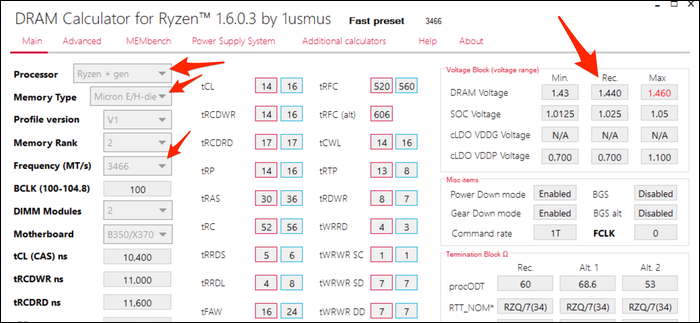 DRAM Calculator for Ryzen™ 1.6.0.3 by 1usmus Fast preset 3466
Main Advanced MEMbench Power Supply System Additional calculators Help About
Processor Ryzen + gen
Memory Type Micron E/H-die
Profile version V1
Memory Rank 2
Frequency (MT/s) 3466
BCLK (100-104.8) 100
DIMM Modules 2
Motherboard B350/X370
tCL (CAS) ns 10,400
tRCDWR ns 11,000
tRCDRD ns 11,600
tCL 14 16
tRCDWR 14 16
tRCDRD 17 17
tRP 14 16
tRAS 30 36
tRC 52 56
tRRDS 5 6
tRRDL 4 8
tFAW 16 24
tRFC 520 560
tRFC (alt) 606
tCWL 14 16
tRTP 13 8
tRDWR 8 7
tWRRD 4 3
tWRWR SC 1 1
tWRWR SD 7 7
tWRWR DD 7 7
Voltage Block (voltage range)
Min. Rec. Max
DRAM Voltage 1.43 1.440 1.460
SOC Voltage 1.0125 1.025 1.05
cLDO VDDG Voltage N/A N/A N/A
cLDO VDDP Voltage 0.700 0.700 1.100
Misc items
Power Down mode Enabled BGS Disabled
Gear Down mode Enabled BGS alt Disabled
Command rate 1T FCLK 0
Termination Block Ω
Rec. Alt. 1 Alt. 2
procODT 60 68.6 53
RTT_NOM* RZQ/7(34) RZQ/7(34) RZQ/7(34)